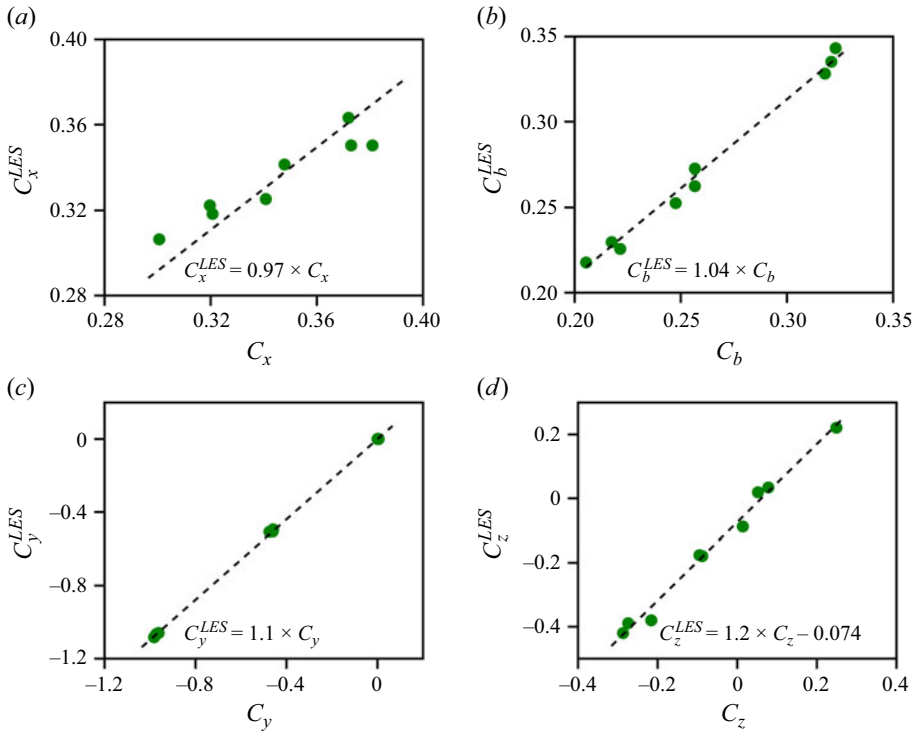 (a)
0.40
0.36
0.32
0.28
C_x^{LES}
C_x^{LES} = 0.97 × C_x
0.28 0.32 0.36 0.40
C_x
(b)
0.35
0.30
0.25
0.20
C_b^{LES}
C_b^{LES} = 1.04 × C_b
0.20 0.25 0.30 0.35
C_b
(c)
0
–0.4
–0.8
–1.2
C_y^{LES}
C_y^{LES} = 1.1 × C_y
–1.2 –0.8 –0.4 0
C_y
(d)
0.2
0
–0.2
–0.4
C_z^{LES}
C_z^{LES} = 1.2 × C_z – 0.074
–0.4 –0.2 0 0.2 0.4
C_z